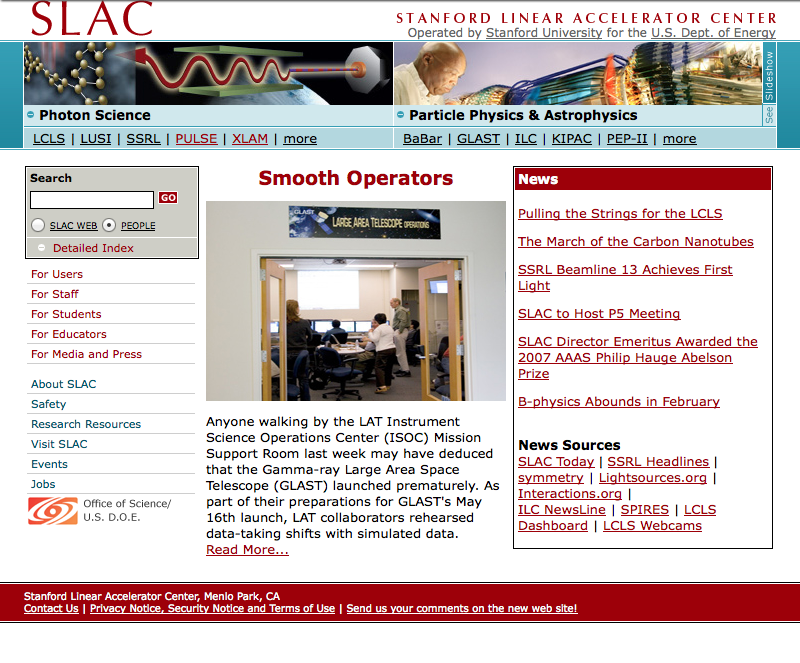 SLAC
STANFORD LINEAR ACCELERATOR CENTER
Operated by Stanford University for the U.S. Dept. of Energy
See Slideshow
Photon Science
Particle Physics & Astrophysics
LCLS | LUSI | SSRL | PULSE | XLAM | more
BaBar | GLAST | ILC | KIPAC | PEP-II | more
Search
GO
SLAC WEB PEOPLE
Detailed Index
For Users
For Staff
For Students
For Educators
For Media and Press
About SLAC
Safety
Research Resources
Visit SLAC
Events
Jobs
Office of Science/
U.S. D.O.E.
Smooth Operators
GLAST
LARGE AREA TELESCOPE OPERATIONS
Anyone walking by the LAT Instrument
Science Operations Center (ISOC) Mission
Support Room last week may have deduced
that the Gamma-ray Large Area Space
Telescope (GLAST) launched prematurely. As
part of their preparations for GLAST's May
16th launch, LAT collaborators rehearsed
data-taking shifts with simulated data.
Read More...
News
Pulling the Strings for the LCLS
The March of the Carbon Nanotubes
SSRL Beamline 13 Achieves First
Light
SLAC to Host P5 Meeting
SLAC Director Emeritus Awarded the
2007 AAAS Philip Hauge Abelson
Prize
B-physics Abounds in February
News Sources
SLAC Today | SSRL Headlines |
symmetry | Lightsources.org |
Interactions.org |
ILC NewsLine | SPIRES | LCLS
Dashboard | LCLS Webcams
Stanford Linear Accelerator Center, Menlo Park, CA
Contact Us | Privacy Notice, Security Notice and Terms of Use | Send us your comments on the new web site!